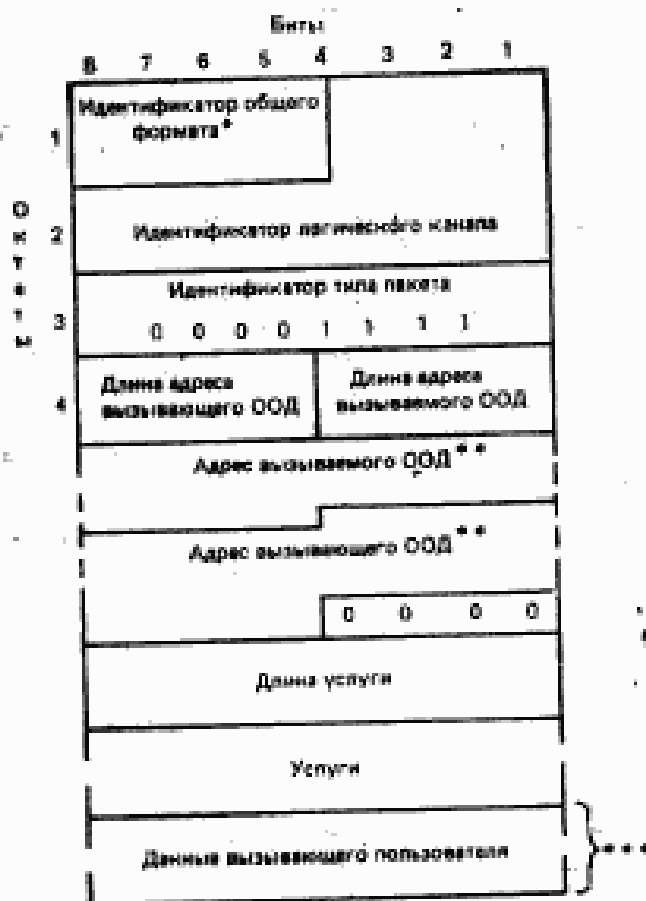 Биты
8 7 6 5 4 3 2 1
Октеты
1
Идентификатор общего
формата*
2
Идентификатор логического канала
Идентификатор типа пакета
3
0 0 0 0 1 1 1 1
4
Длина адреса
вызывающего ООД
Длина адреса
вызываемого ООД
Адрес вызываемого ООД**
Адрес вызывающего ООД**
0 0 0 0
Длина услуги
Услуги
Данные вызывающего пользователя
***